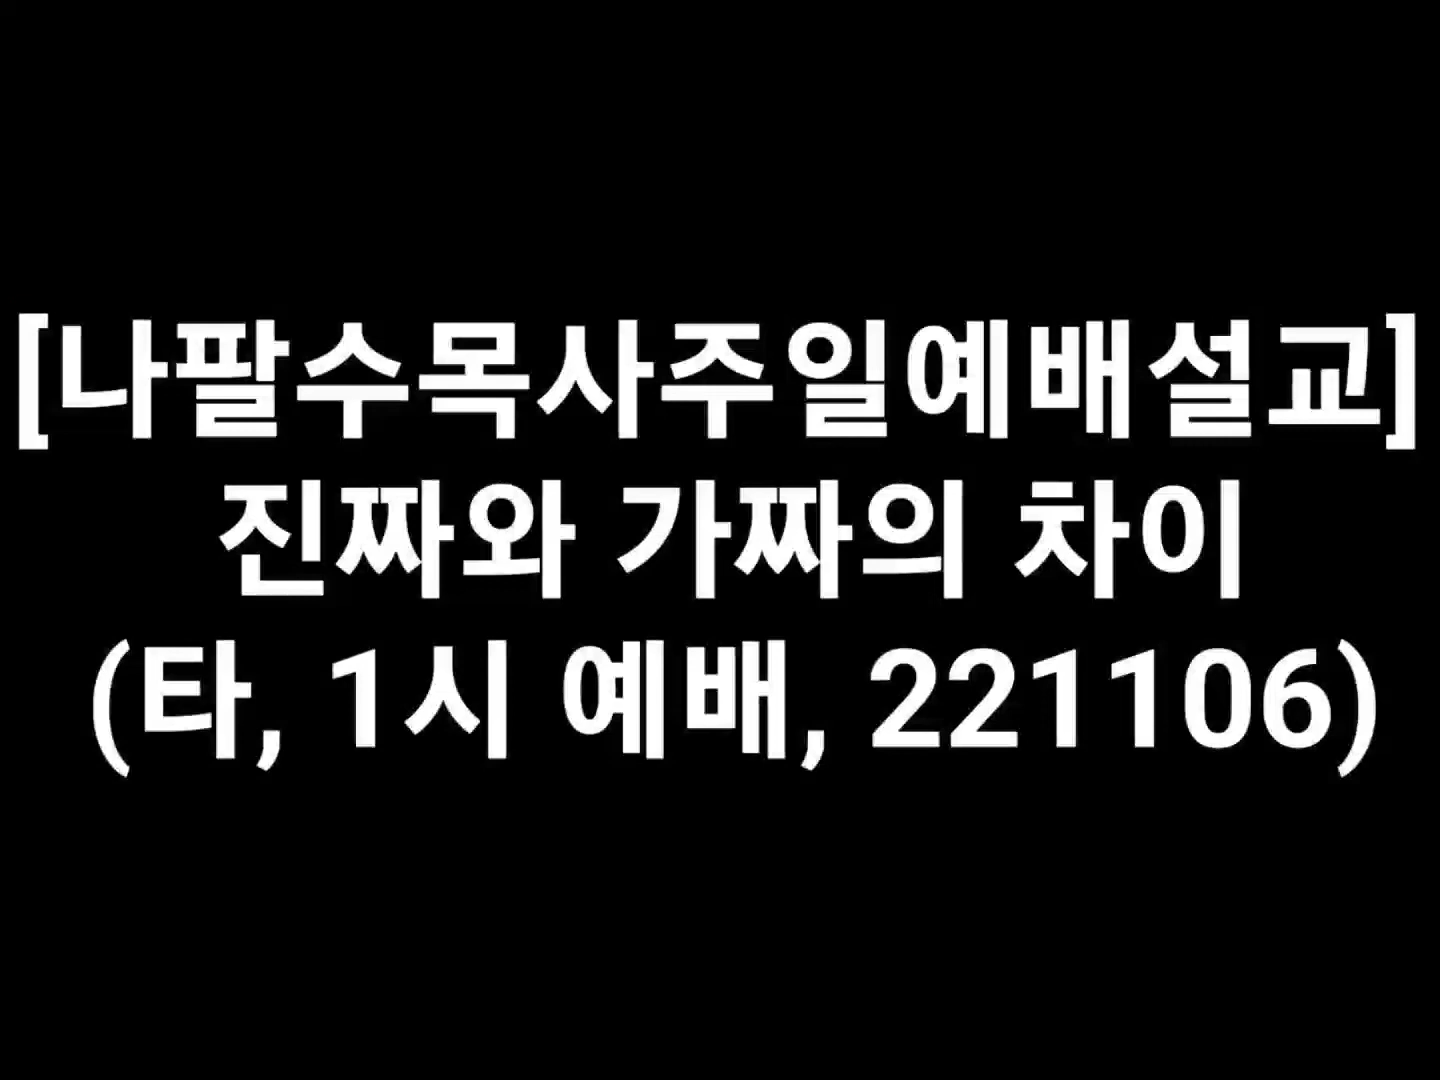 [나팔수목사주일예배설교]
진짜와 가짜의 차이
(타, 1시 예배, 221106)